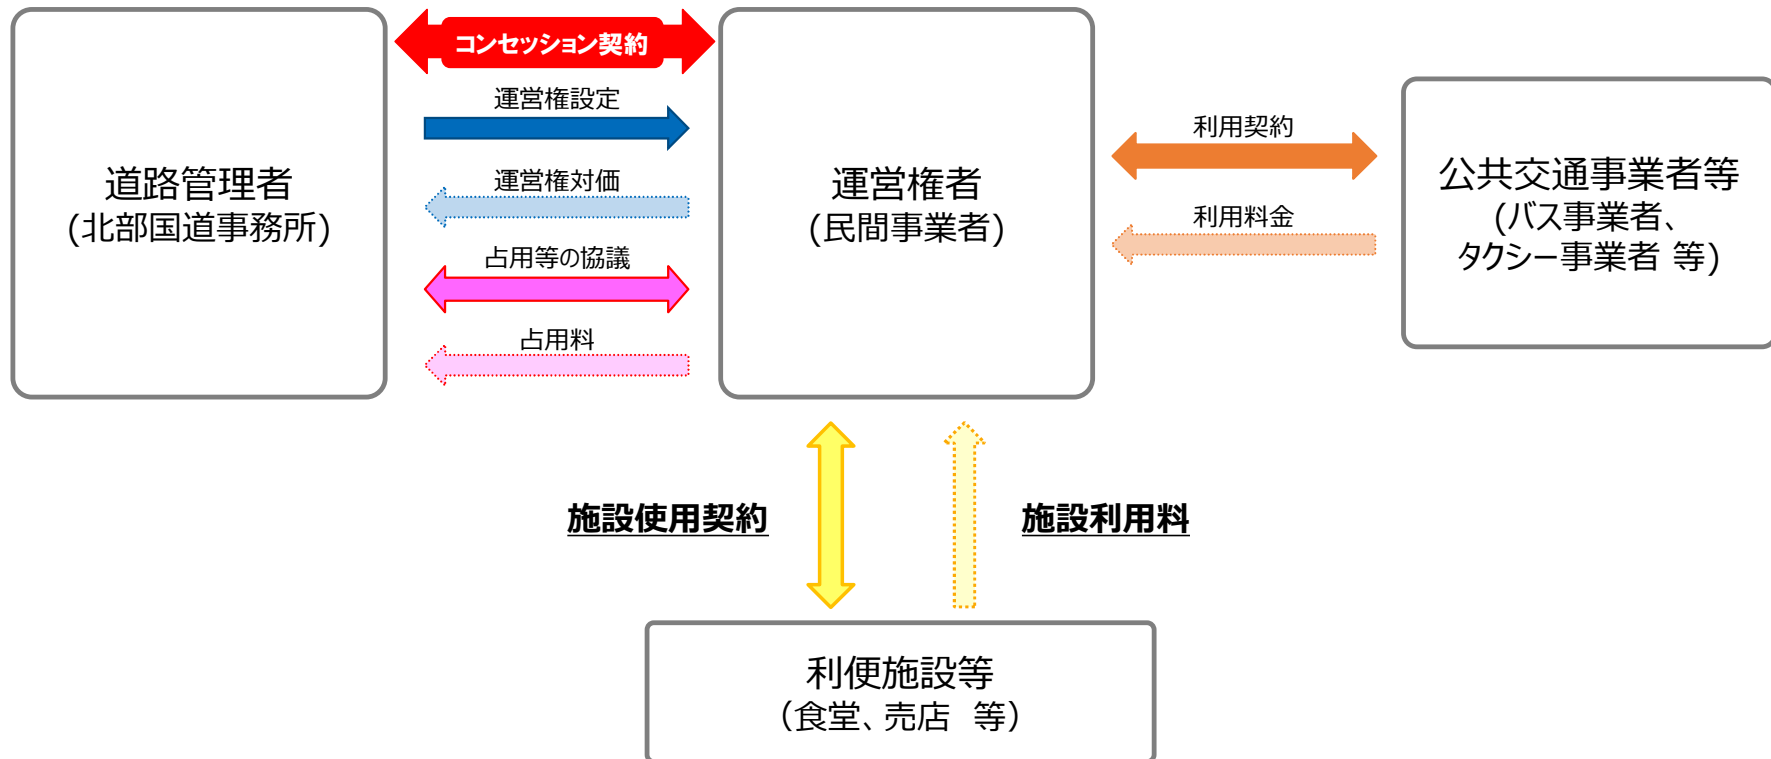 コンセッション契約
運営権設定
運営権対価
占用等の協議
占用料
道路管理者
(北部国道事務所)
運営権者
(民間事業者)
利用契約
利用料金
公共交通事業者等
(バス事業者、
タクシー事業者 等)
施設使用契約
施設利用料
利便施設等
(食堂、売店 等)